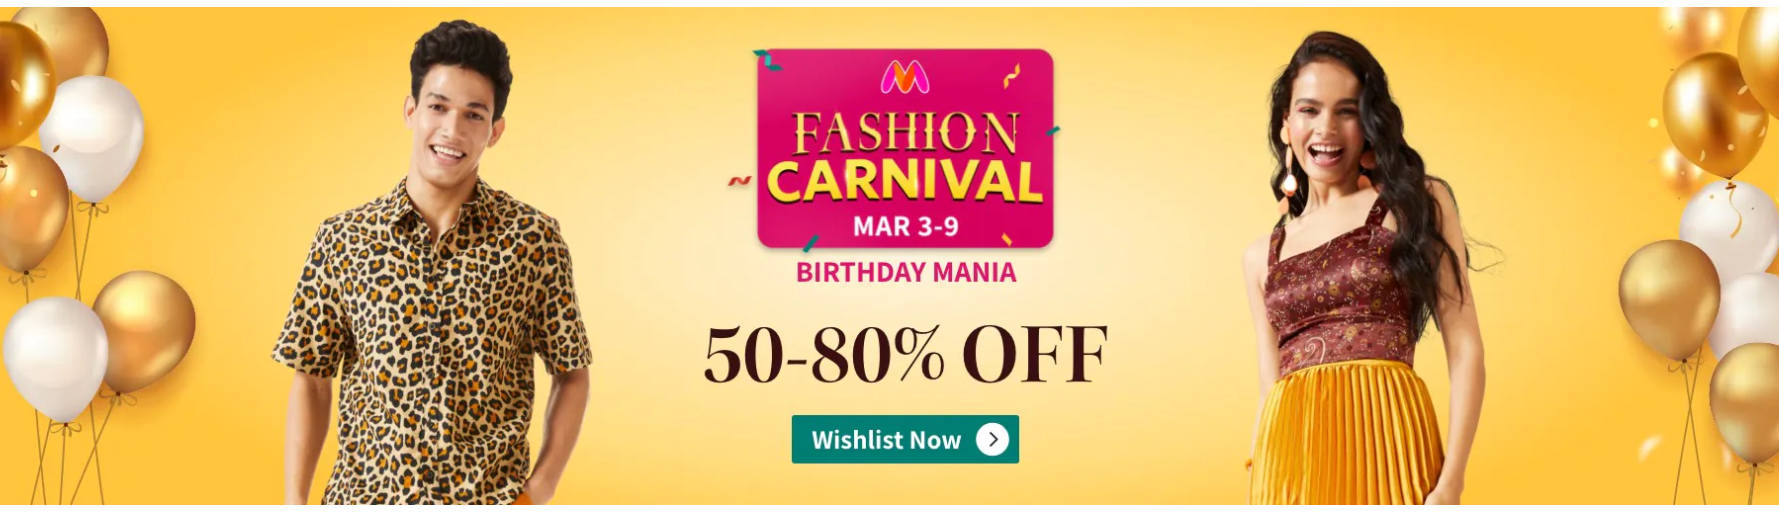 FASHION
CARNIVAL
MAR 3-9
BIRTHDAY MANIA
50-80% OFF
Wishlist Now